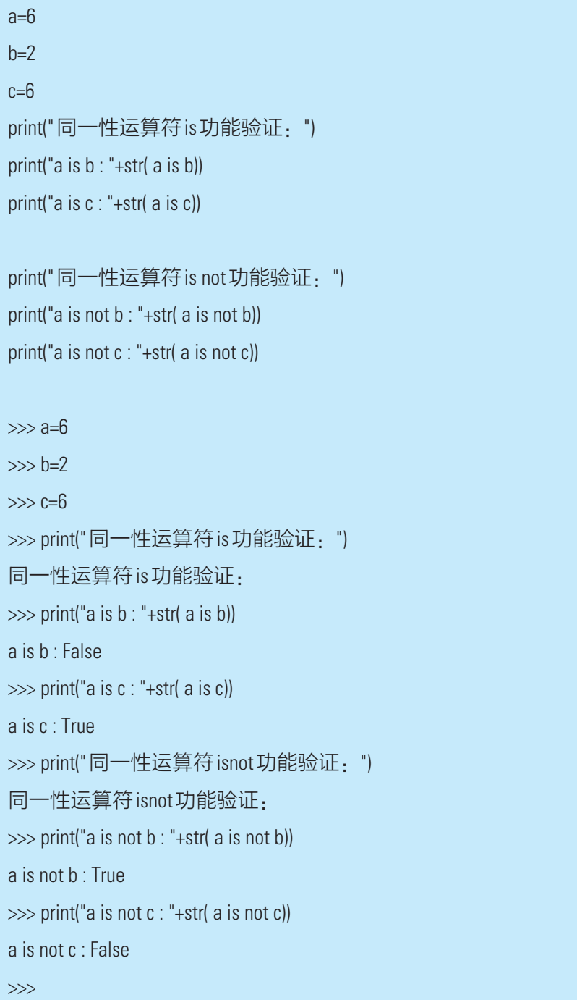 a=6
b=2
c=6
print("同一性运算符is功能验证：")
print("a is b : "+str( a is b))
print("a is c : "+str( a is c))
print("同一性运算符is not功能验证：")
print("a is not b : "+str( a is not b))
print("a is not c : "+str( a is not c))
>>> a=6
>>> b=2
>>> c=6
>>> print("同一性运算符is功能验证：")
同一性运算符is功能验证：
>>> print("a is b : "+str( a is b))
a is b : False
>>> print("a is c : "+str( a is c))
a is c : True
>>> print("同一性运算符isnot功能验证：")
同一性运算符isnot功能验证：
>>> print("a is not b : "+str( a is not b))
a is not b : True
>>> print("a is not c : "+str( a is not c))
a is not c : False
>>>